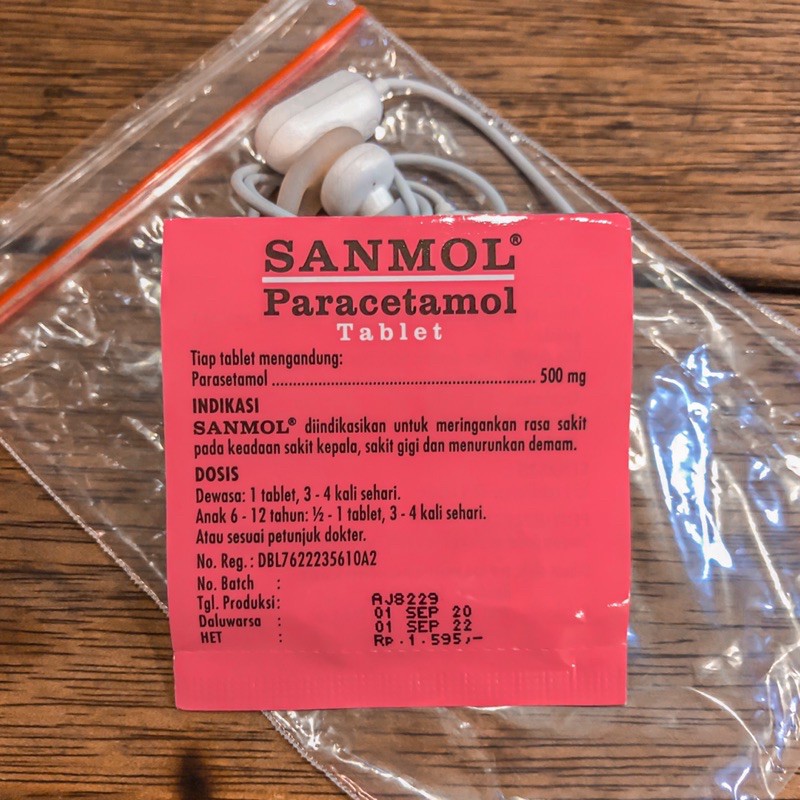 SANMOL®
Paracetamol
Tablet
Tiap tablet mengandung:
Parasetamol ........................................................................ 500 mg
INDIKASI
SANMOL® diindikasikan untuk meringankan rasa sakit
pada keadaan sakit kepala, sakit gigi dan menurunkan demam.
DOSIS
Dewasa: 1 tablet, 3 - 4 kali sehari.
Anak 6 - 12 tahun: ½ - 1 tablet, 3 - 4 kali sehari.
Atau sesuai petunjuk dokter.
No. Reg.: DBL7622235610A2
No. Batch : AJ8229
Tgl. Produksi: 01 SEP 20
Daluwarsa : 01 SEP 22
HET : Rp.1.595,-